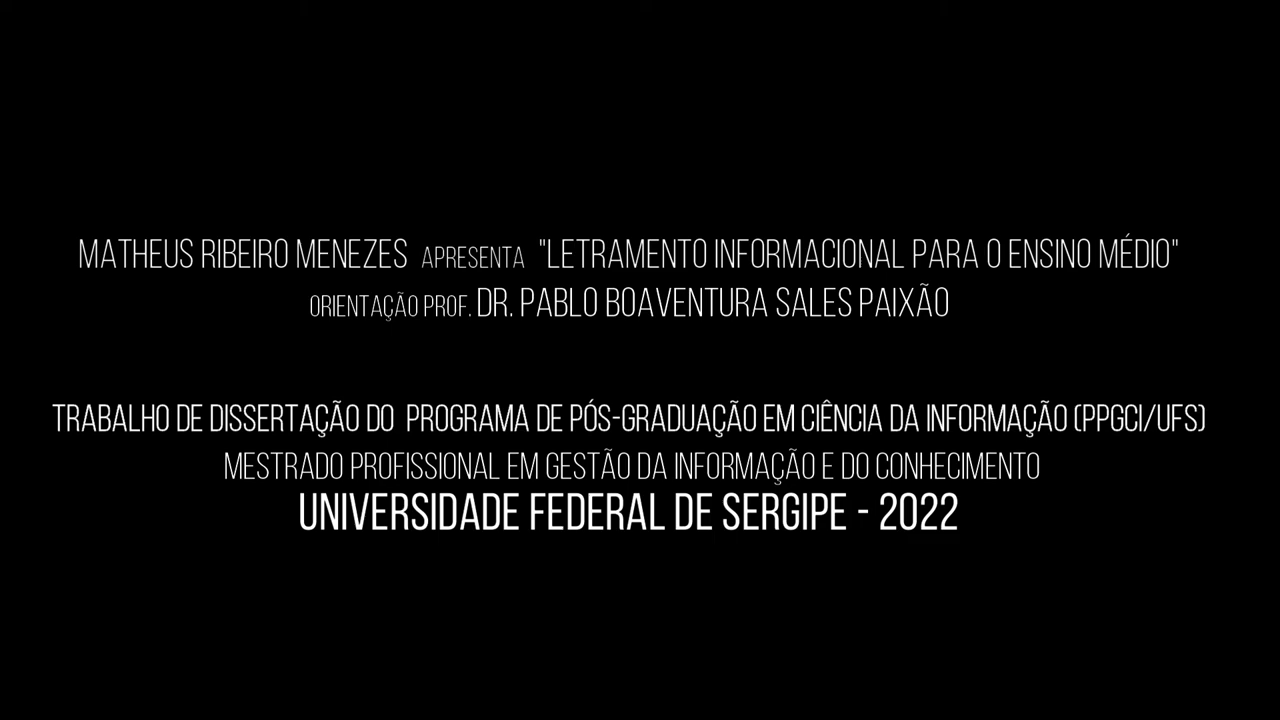 MATHEUS RIBEIRO MENEZES APRESENTA "LETRAMENTO INFORMACIONAL PARA O ENSINO MÉDIO"
ORIENTAÇÃO PROF. DR. PABLO BOAVENTURA SALES PAIXÃO
TRABALHO DE DISSERTAÇÃO DO PROGRAMA DE PÓS-GRADUAÇÃO EM CIÊNCIA DA INFORMAÇÃO (PPGCI/UFS)
MESTRADO PROFISSIONAL EM GESTÃO DA INFORMAÇÃO E DO CONHECIMENTO
UNIVERSIDADE FEDERAL DE SERGIPE - 2022